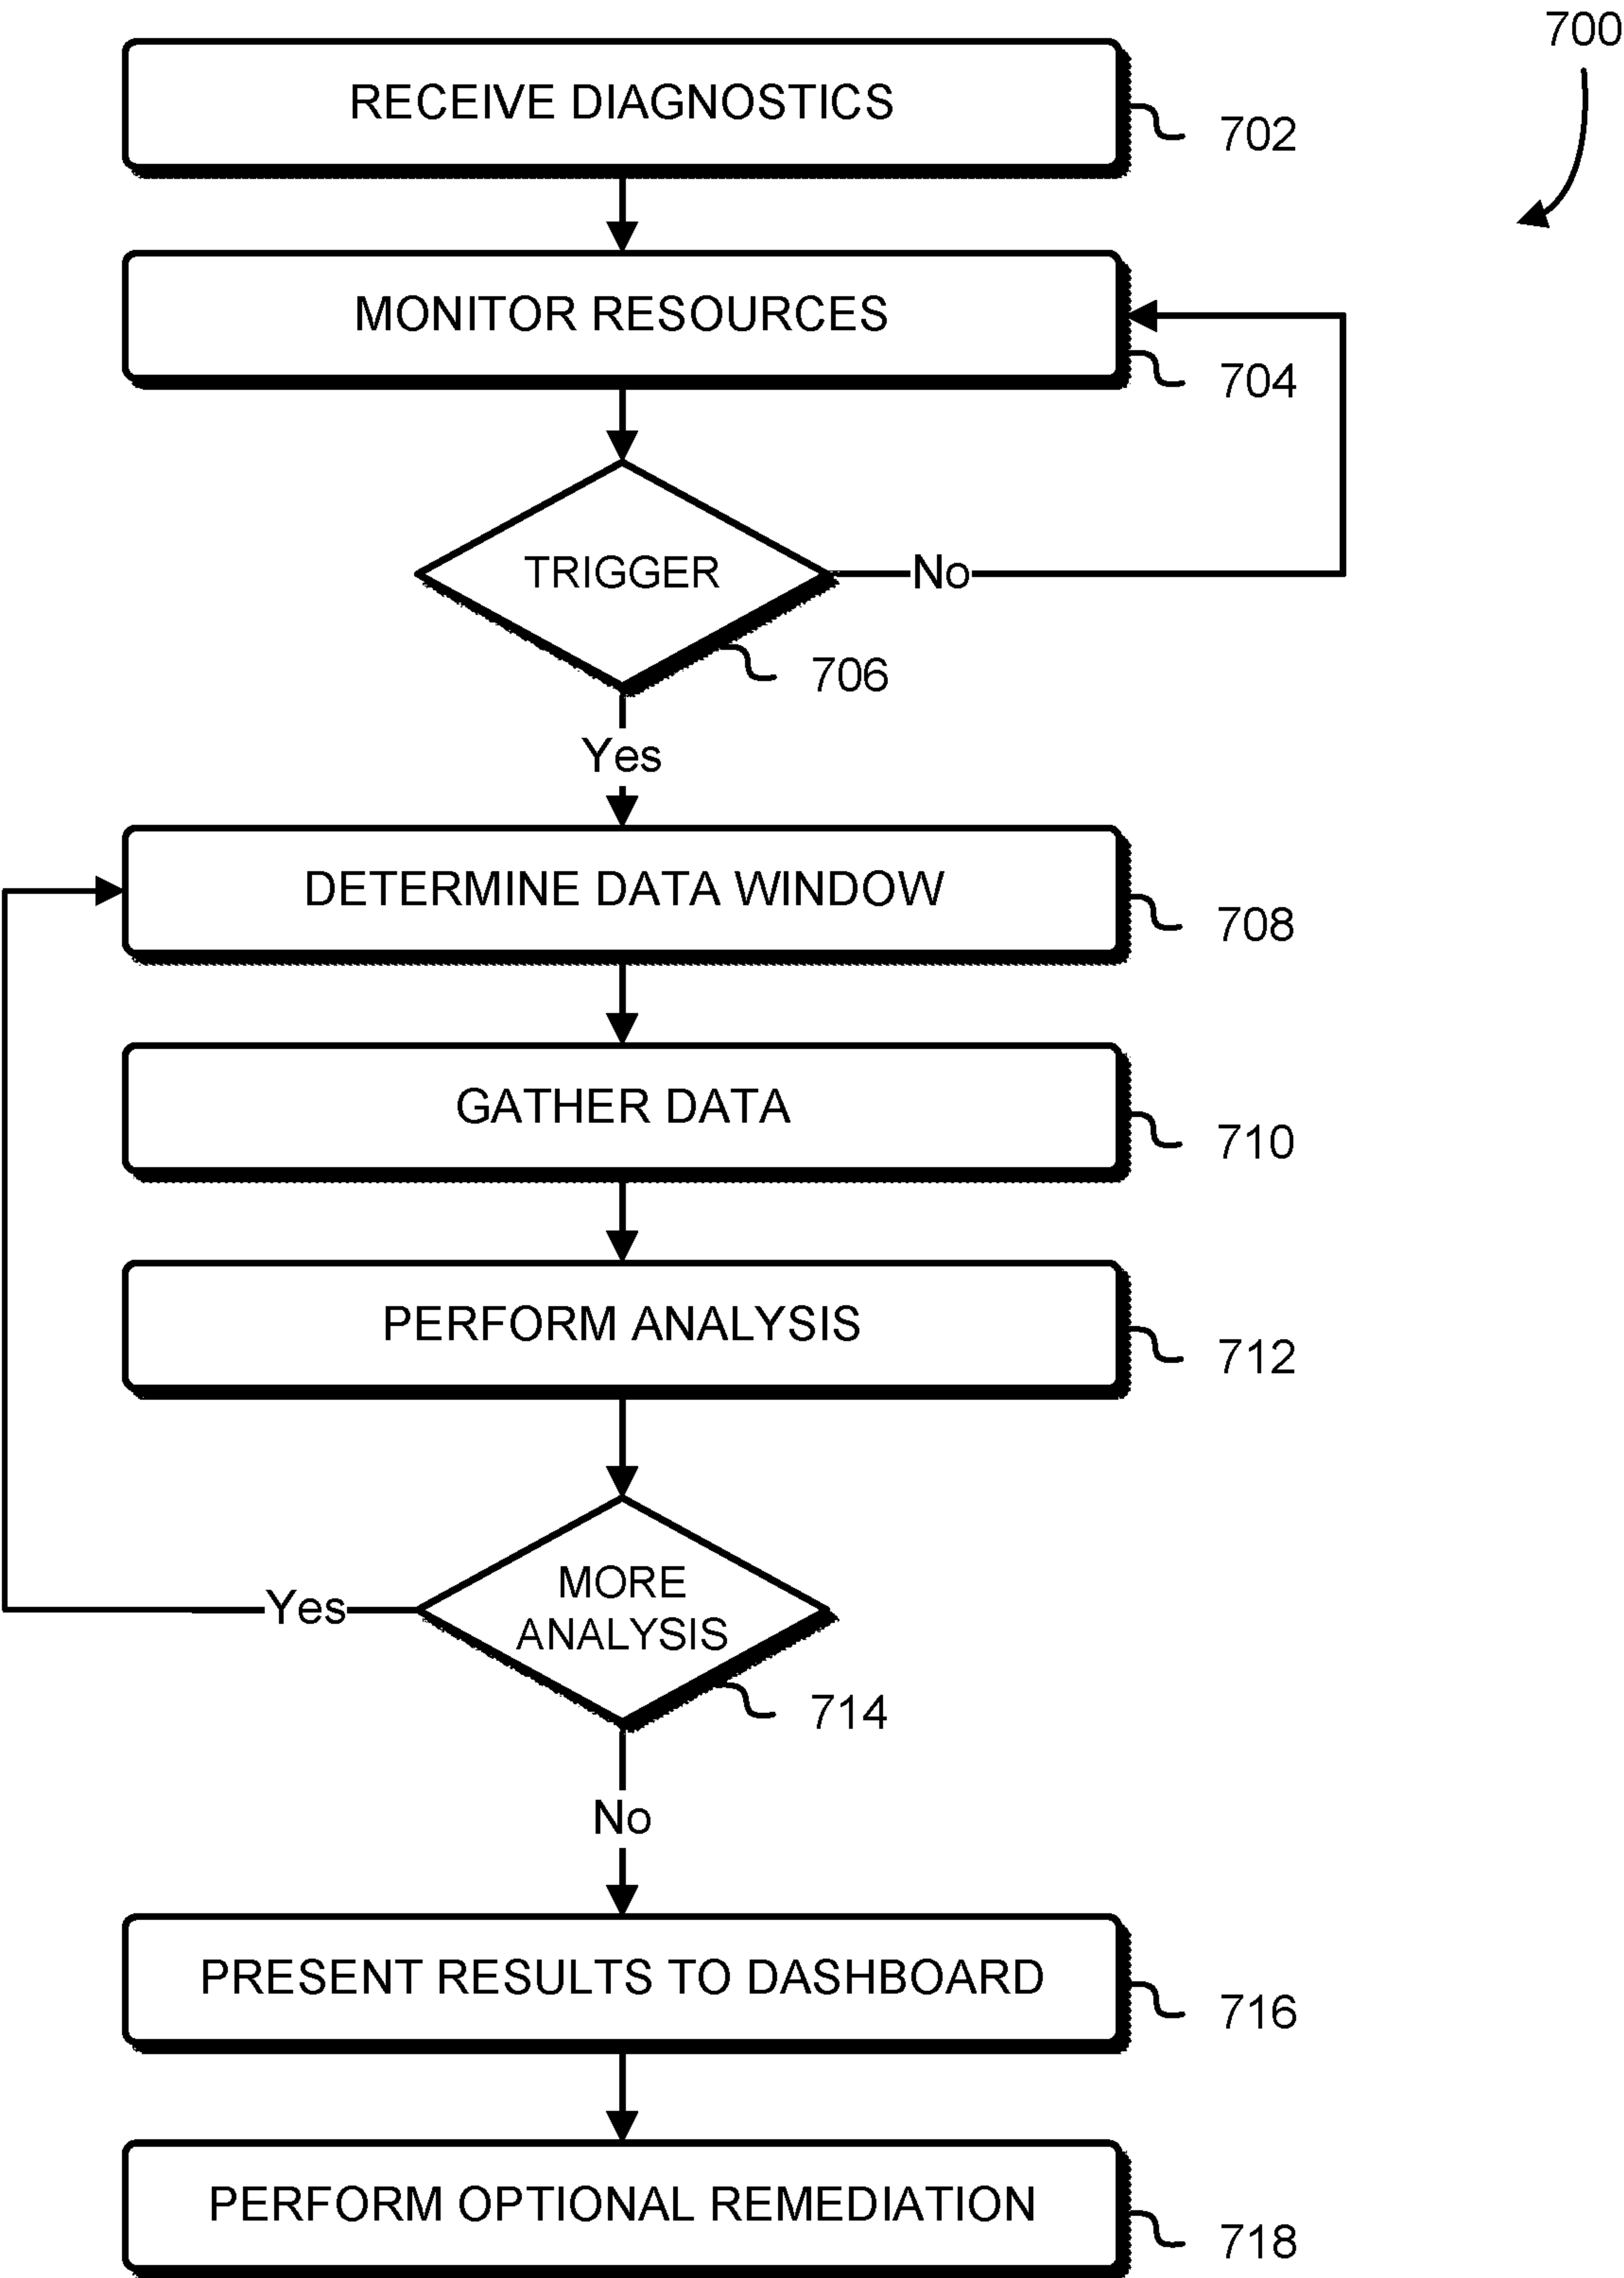 700
RECEIVE DIAGNOSTICS
702
MONITOR RESOURCES
704
TRIGGER
No
706
Yes
DETERMINE DATA WINDOW
708
GATHER DATA
710
PERFORM ANALYSIS
712
MORE
ANALYSIS
Yes
714
No
PRESENT RESULTS TO DASHBOARD
716
PERFORM OPTIONAL REMEDIATION
718